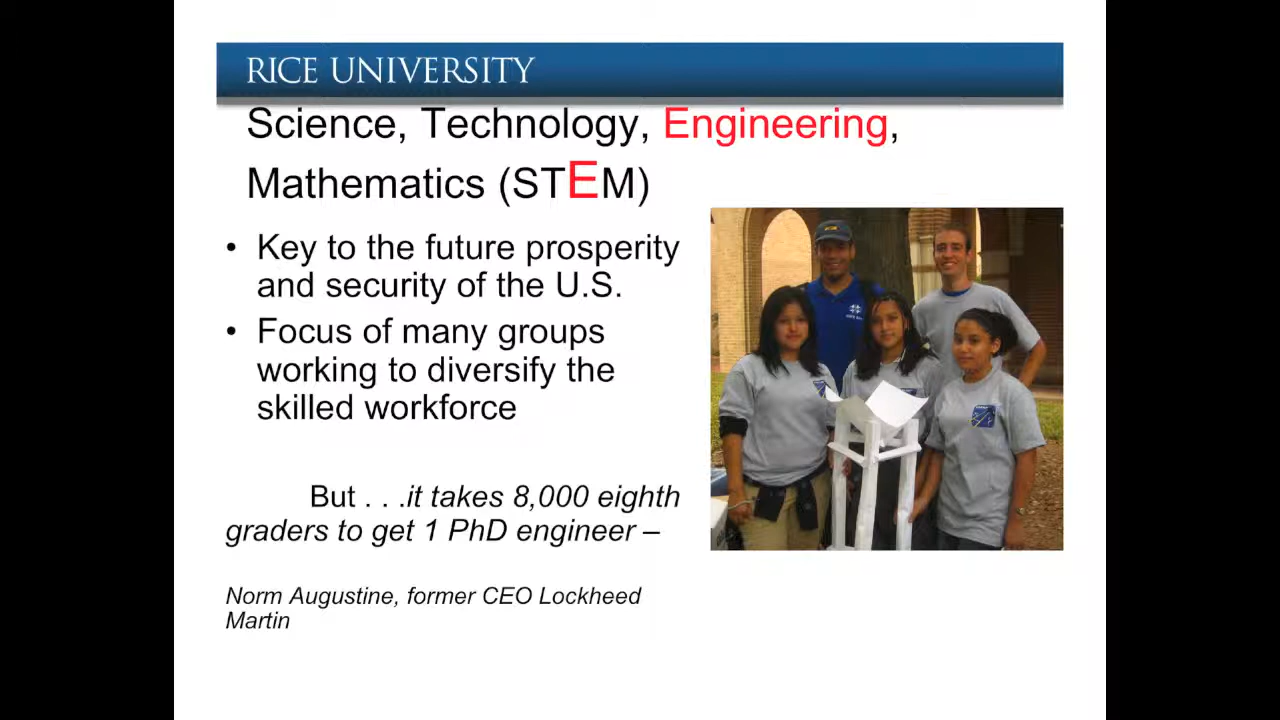 RICE UNIVERSITY
Science, Technology, Engineering,
Mathematics (STEM)
• Key to the future prosperity
and security of the U.S.
• Focus of many groups
working to diversify the
skilled workforce
But . . .it takes 8,000 eighth
graders to get 1 PhD engineer –
Norm Augustine, former CEO Lockheed
Martin